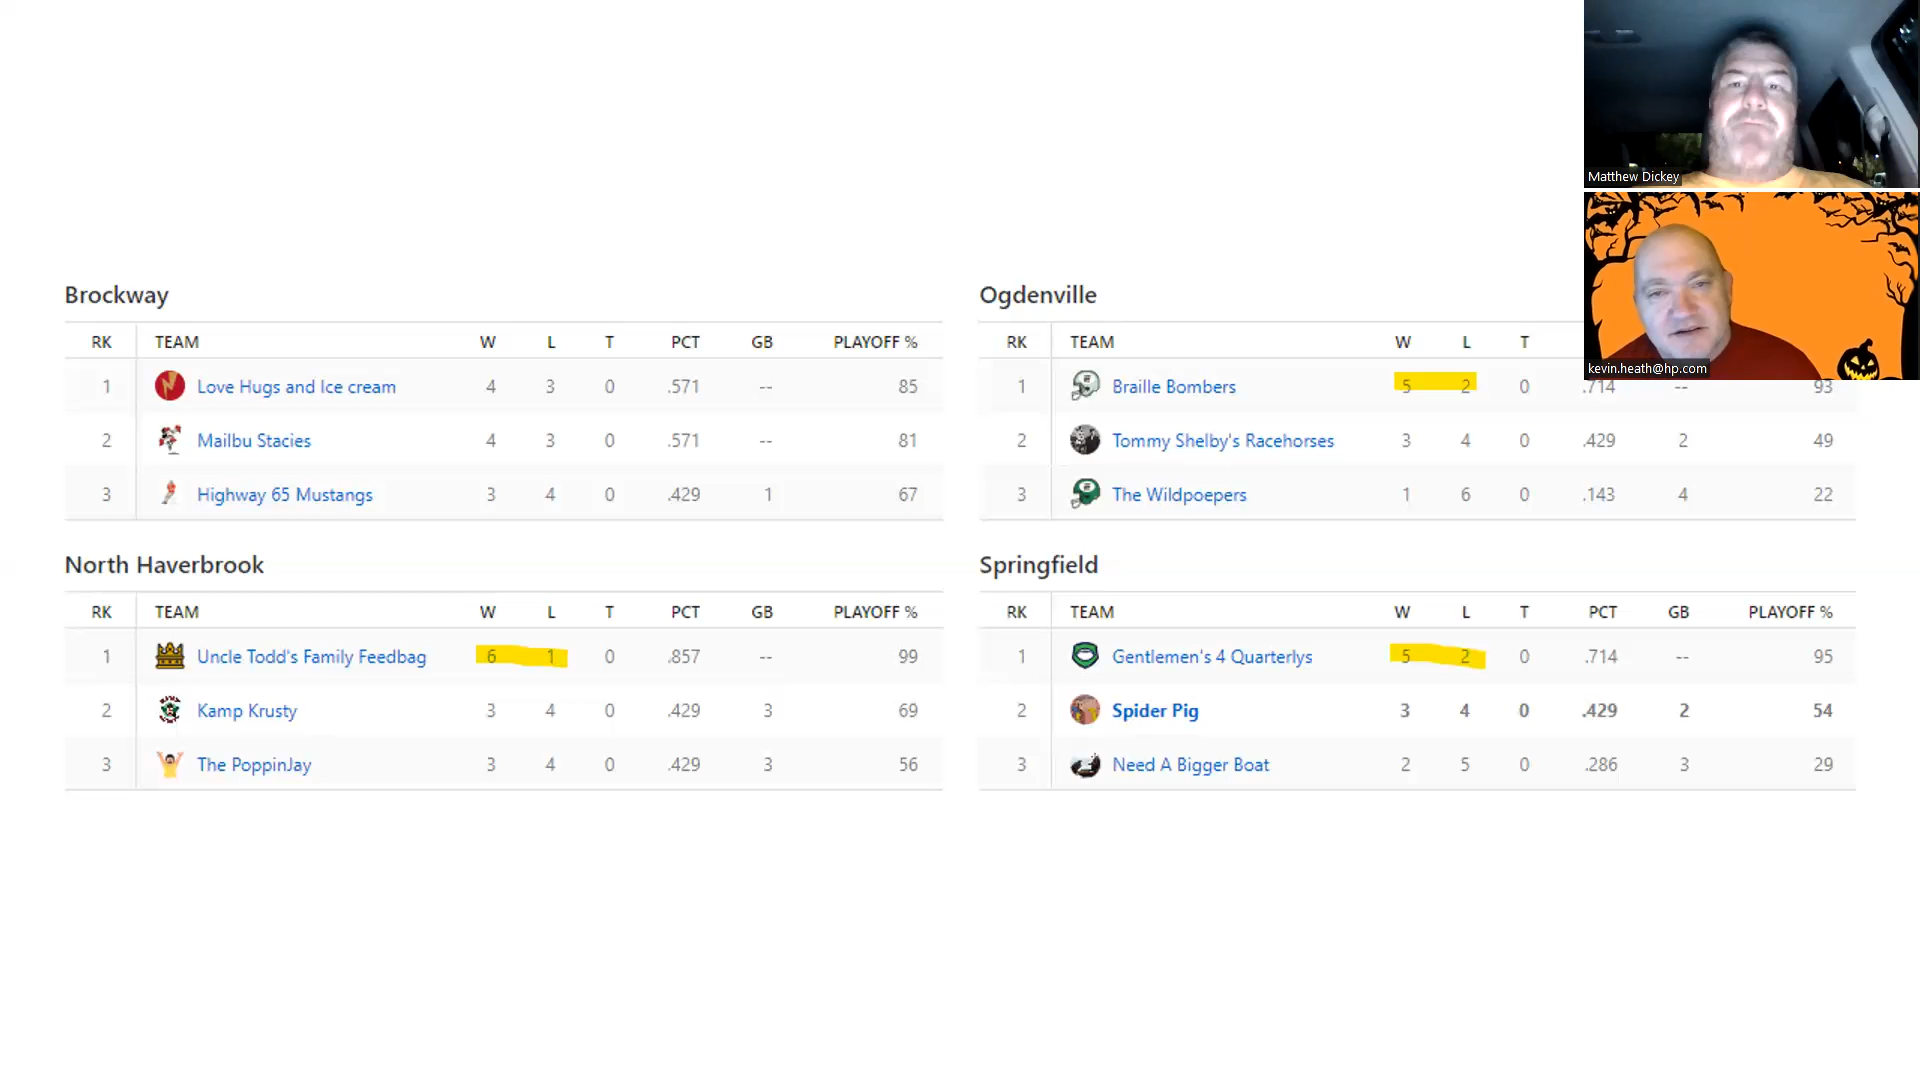 Matthew Dickey
kevin.heath@hp.com
Brockway
RK TEAM W L T PCT GB PLAYOFF %
1 Love Hugs and Ice cream 4 3 0 .571 -- 85
2 Mailbu Stacies 4 3 0 .571 -- 81
3 Highway 65 Mustangs 3 4 0 .429 1 67
Ogdenville
RK TEAM W L T
1 Braille Bombers 5 2 0 .714 -- 93
2 Tommy Shelby's Racehorses 3 4 0 .429 2 49
3 The Wildpoepers 1 6 0 .143 4 22
North Haverbrook
RK TEAM W L T PCT GB PLAYOFF %
1 Uncle Todd's Family Feedbag 6 1 0 .857 -- 99
2 Kamp Krusty 3 4 0 .429 3 69
3 The PoppinJay 3 4 0 .429 3 56
Springfield
RK TEAM W L T PCT GB PLAYOFF %
1 Gentlemen's 4 Quarterlys 5 2 0 .714 -- 95
2 Spider Pig 3 4 0 .429 2 54
3 Need A Bigger Boat 2 5 0 .286 3 29